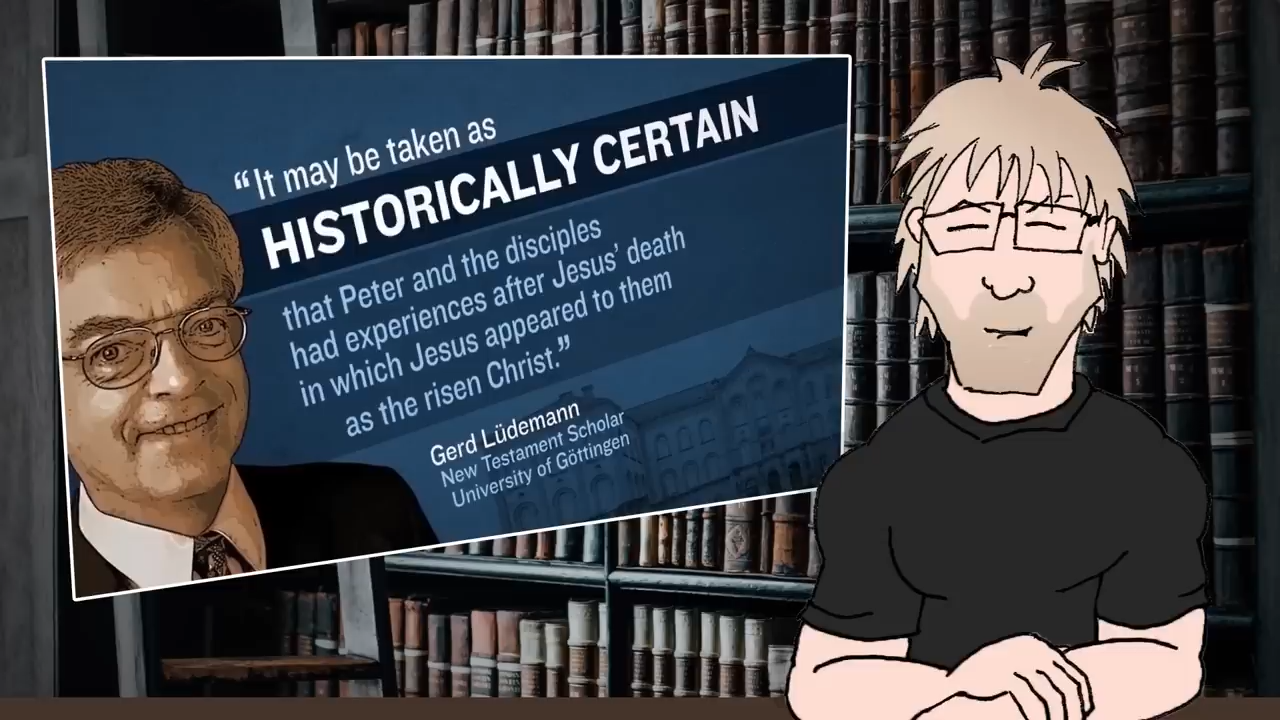 “It may be taken as
HISTORICALLY CERTAIN
that Peter and the disciples
had experiences after Jesus’ death
in which Jesus appeared to them
as the risen Christ.”
Gerd Lüdemann
New Testament Scholar
University of Göttingen